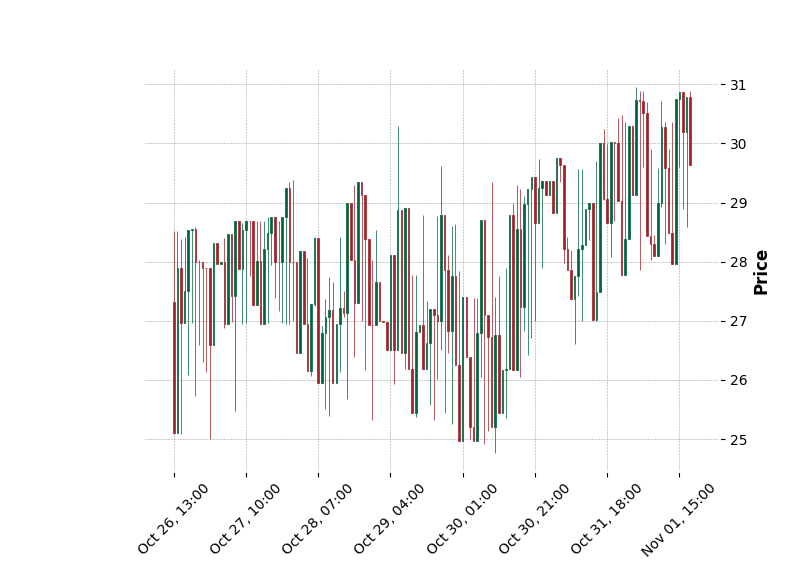 31
30
29
28
27
26
25
Price
Oct 26, 13:00
Oct 27, 10:00
Oct 28, 07:00
Oct 29, 04:00
Oct 30, 01:00
Oct 30, 21:00
Oct 31, 18:00
Nov 01, 15:00